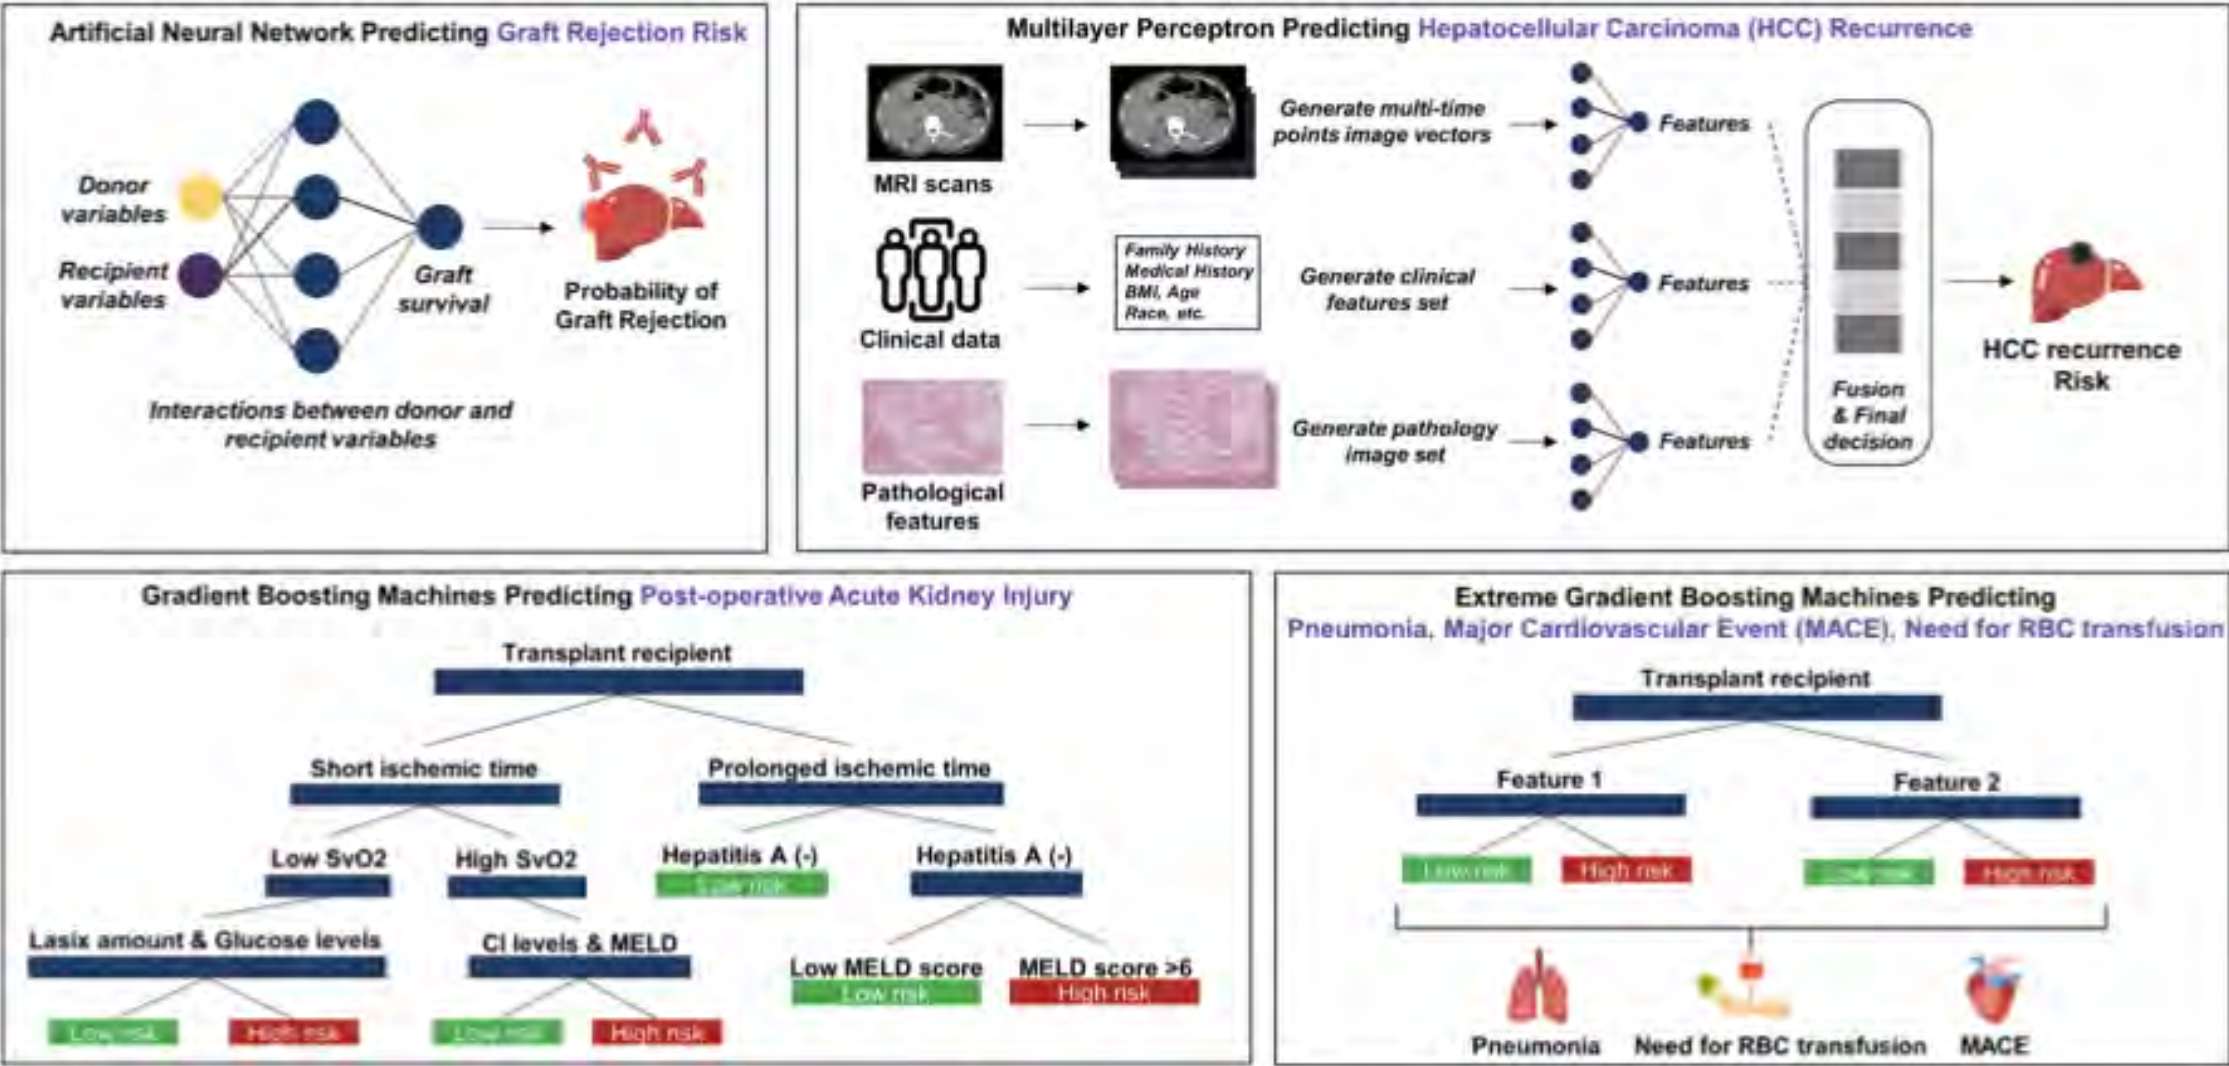 Artificial Neural Network Predicting Graft Rejection Risk
Donor
variables
Recipient
variables
Graft
survival
Probability of
Graft Rejection
Interactions between donor and
recipient variables
Multilayer Perceptron Predicting Hepatocellular Carcinoma (HCC) Recurrence
MRI scans
Generate multi-time
points image vectors
Features
Clinical data
Family History
Medical History
BMI, Age
Race, etc.
Generate clinical
features set
Features
Pathological
features
Generate pathology
image set
Features
Fusion
& Final
decision
HCC recurrence
Risk
Gradient Boosting Machines Predicting Post-operative Acute Kidney Injury
Transplant recipient
Short ischemic time
Prolonged ischemic time
Low SvO2
High SvO2
Hepatitis A (-)
Low risk
Hepatitis A (-)
Lasix amount & Glucose levels
CI levels & MELD
Low MELD score
Low risk
MELD score >6
High risk
Low risk
High risk
Low risk
High risk
Extreme Gradient Boosting Machines Predicting
Pneumonia, Major Cardiovascular Event (MACE), Need for RBC transfusion
Transplant recipient
Feature 1
Feature 2
Low risk
High risk
Low risk
High risk
Pneumonia
Need for RBC transfusion
MACE